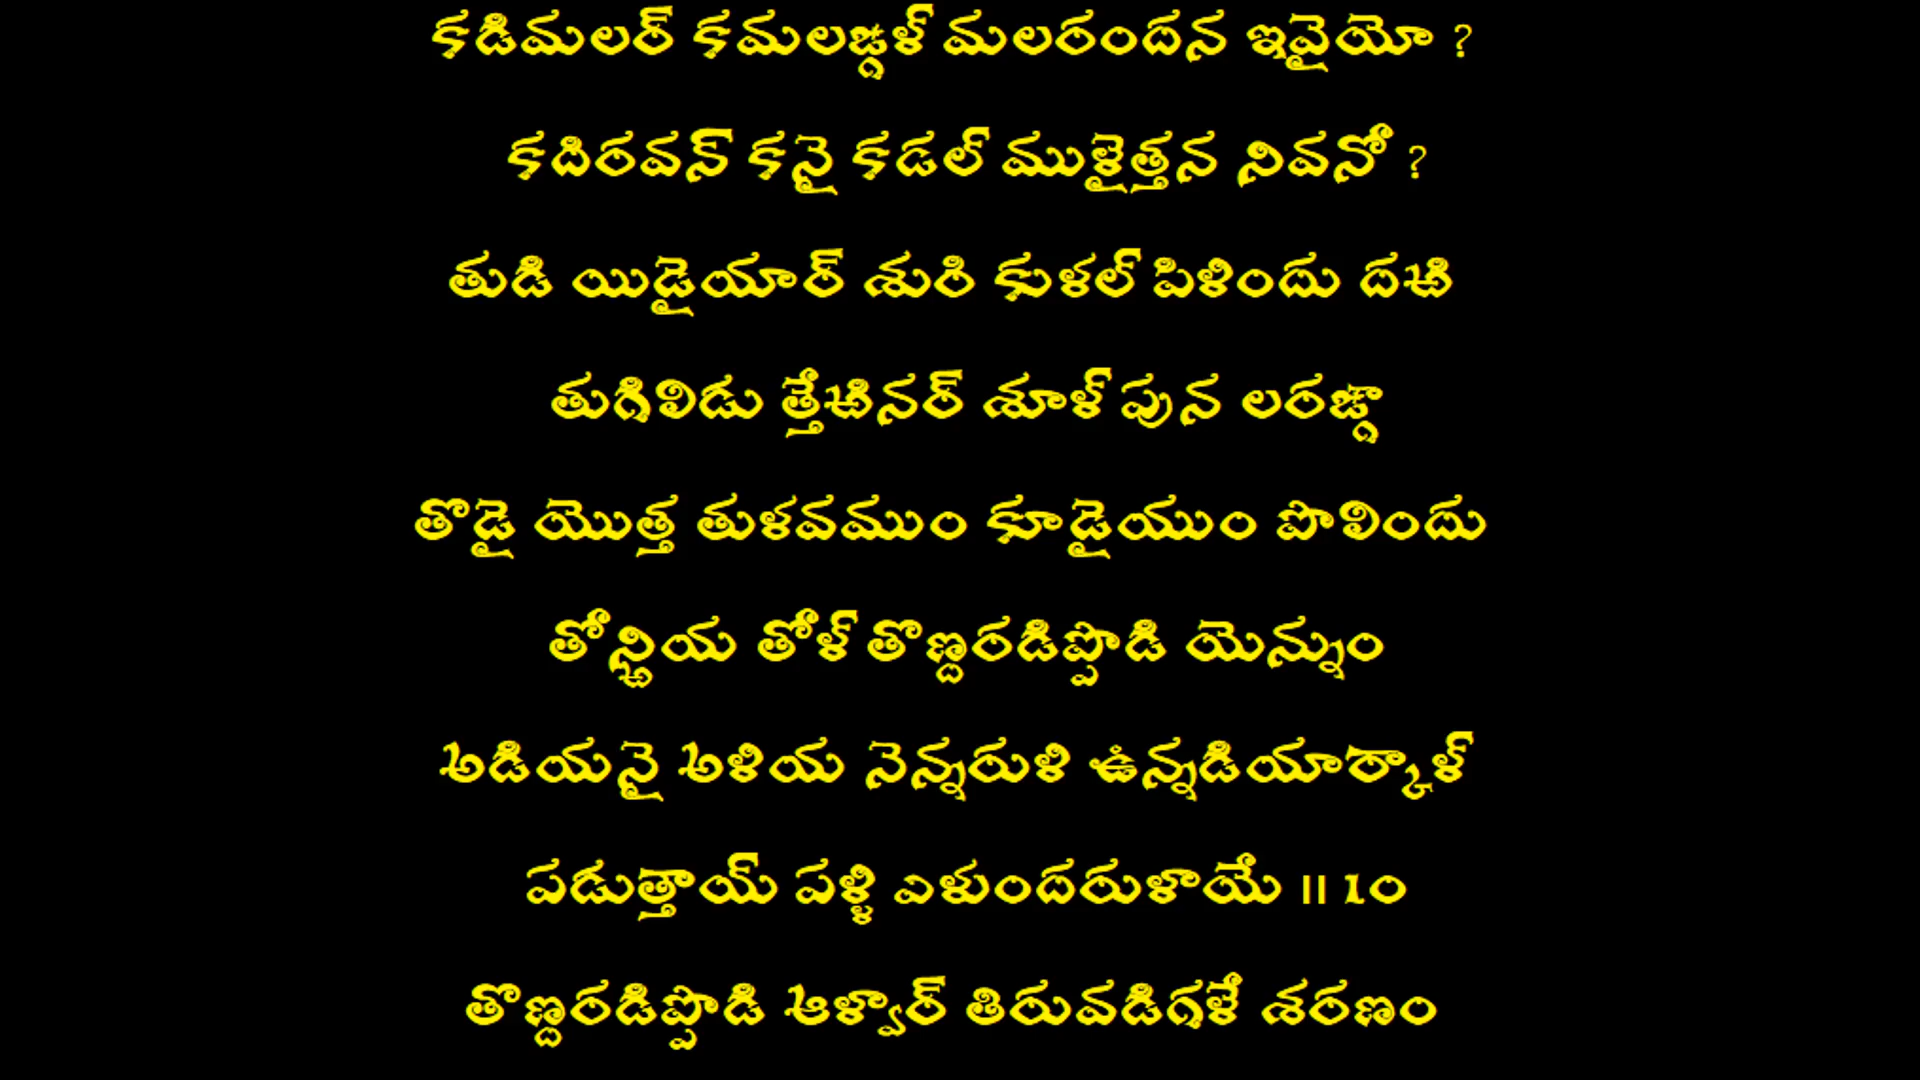 కడిమలర్ కమలఙ్గళ్ మలరందన ఇవైయో ?
కదిరవన్ కనై కడల్ ముళైత్తన నివనో ?
తుడి యిడైయార్ శురి కుళల్ పిళిందు దఱి
తుగిలిడు త్తేఱినర్ శూళ్ పున లరఙ్గా
తొడై యొత్త తుళవముం కూడైయుం పొలిందు
తోన్ఱియ తోళ్ తొణ్డరడిప్పొడి యెన్నుం
అడియనై అళియ నెన్నరుళి ఉన్నడియార్కాళ్
పడుత్తాయ్ పళ్ళి ఎళుందరుళాయే ॥ ౧౦
తొణ్డరడిప్పొడి ఆళ్వార్ తిరువడిగళే శరణం